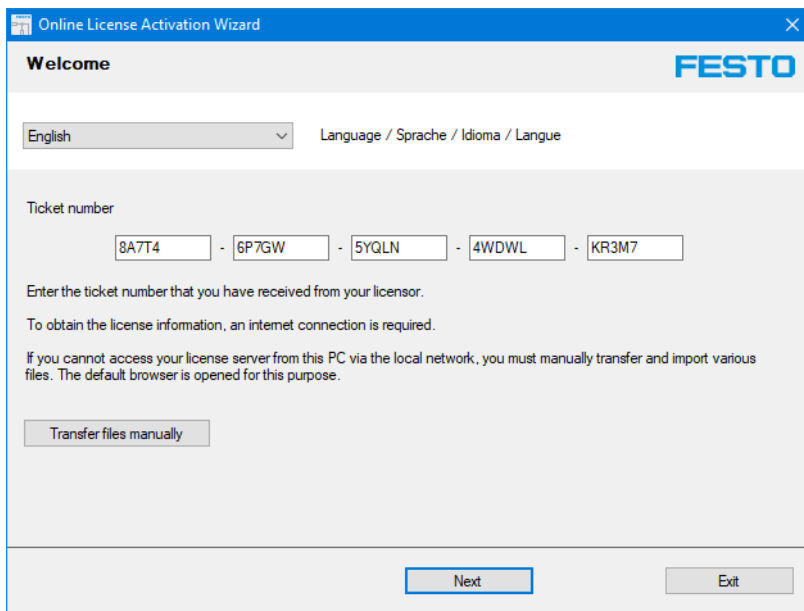 Online License Activation Wizard
Welcome
FESTO
English
Language / Sprache / Idioma / Langue
Ticket number
8A7T4 - 6P7GW - 5YQLN - 4WDWL - KR3M7
Enter the ticket number that you have received from your licensor.
To obtain the license information, an internet connection is required.
If you cannot access your license server from this PC via the local network, you must manually transfer and import various
files. The default browser is opened for this purpose.
Transfer files manually
Next
Exit